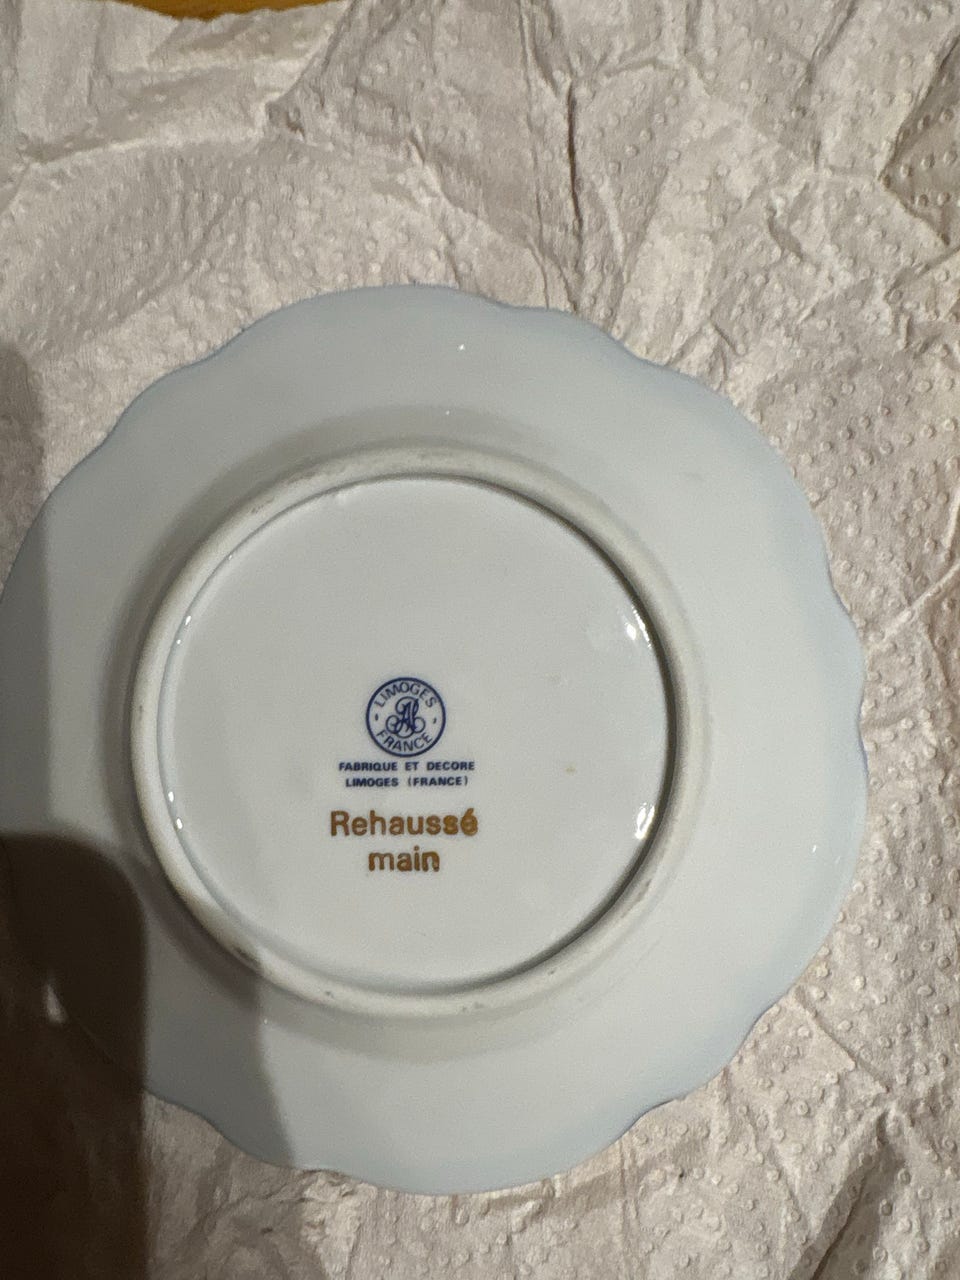 LIMOGES
FRANCE
FABRIQUE ET DECORE
LIMOGES (FRANCE)
Rehaussé
main